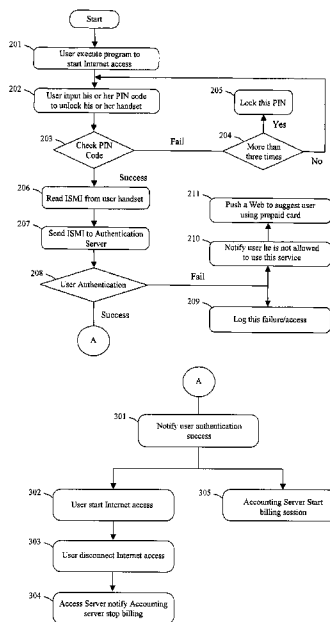 Start
201
User execute program to
start Internet access
202
User input his or her PIN code
to unlock his or her handset
203
Check PIN
Code
Fail
204
More than
three times
Yes
No
205
Lock this PIN
Success
206
Read ISMI from user handset
207
Send ISMI to Authentication
Server
208
User Authentication
Fail
Success
A
211
Push a Web to suggest user
using prepaid card
210
Notify user he is not allowed
to use this service
209
Log this failure/access
A
301
Notify user authentication
success
302
User start Internet access
305
Accounting Server Start
billing session
303
User disconnect Internet access
304
Access Server notify Accounting
server stop billing